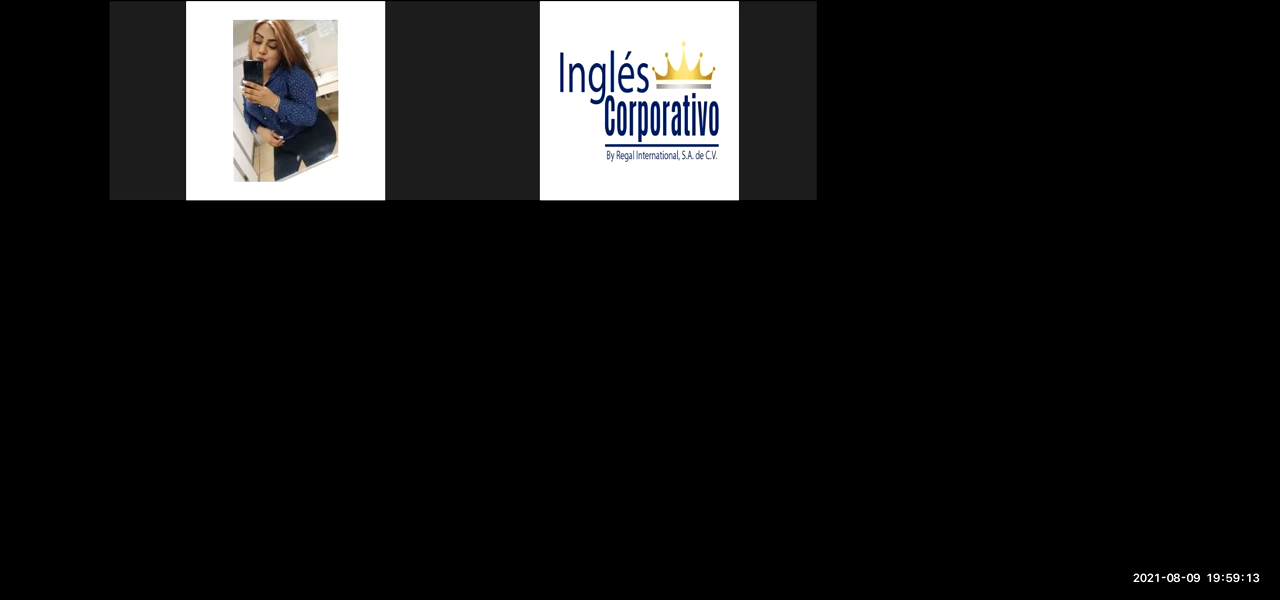 Inglés
Corporativo
By Regal International, S.A. de C.V.
2021-08-09 19:59:13